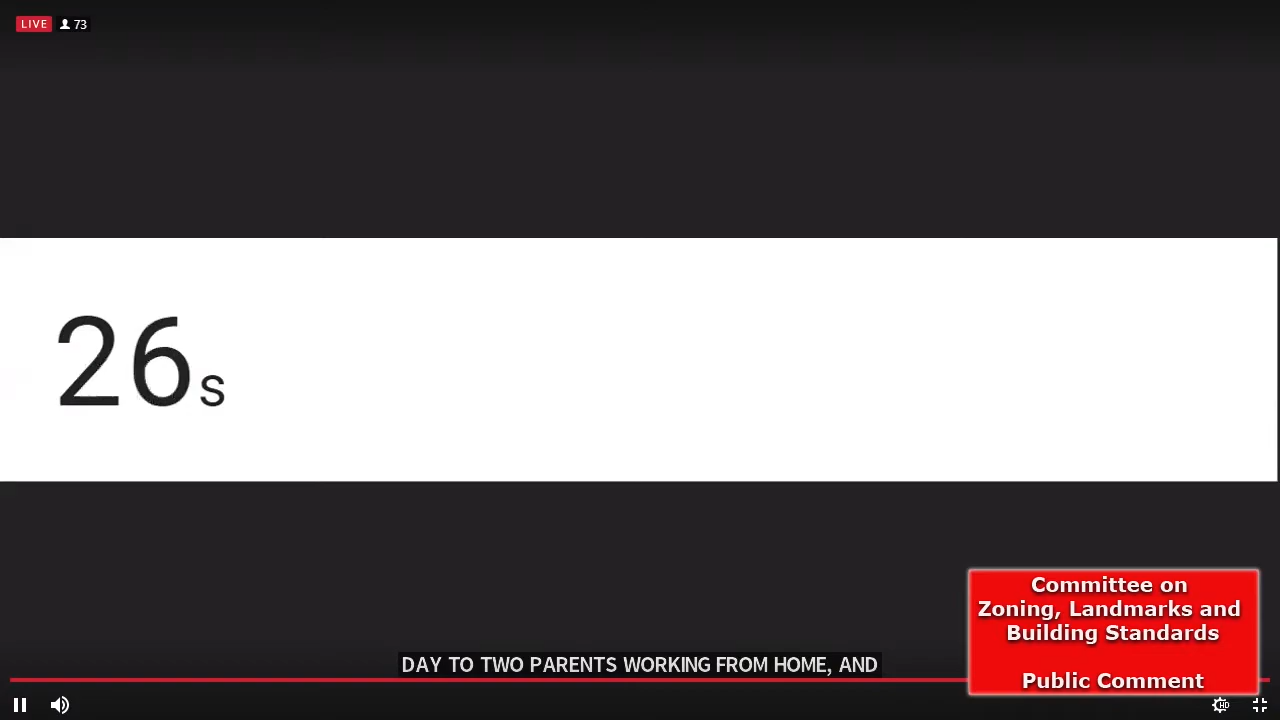 LIVE 73
26s
Committee on
Zoning, Landmarks and
Building Standards
Public Comment
DAY TO TWO PARENTS WORKING FROM HOME, AND
HD